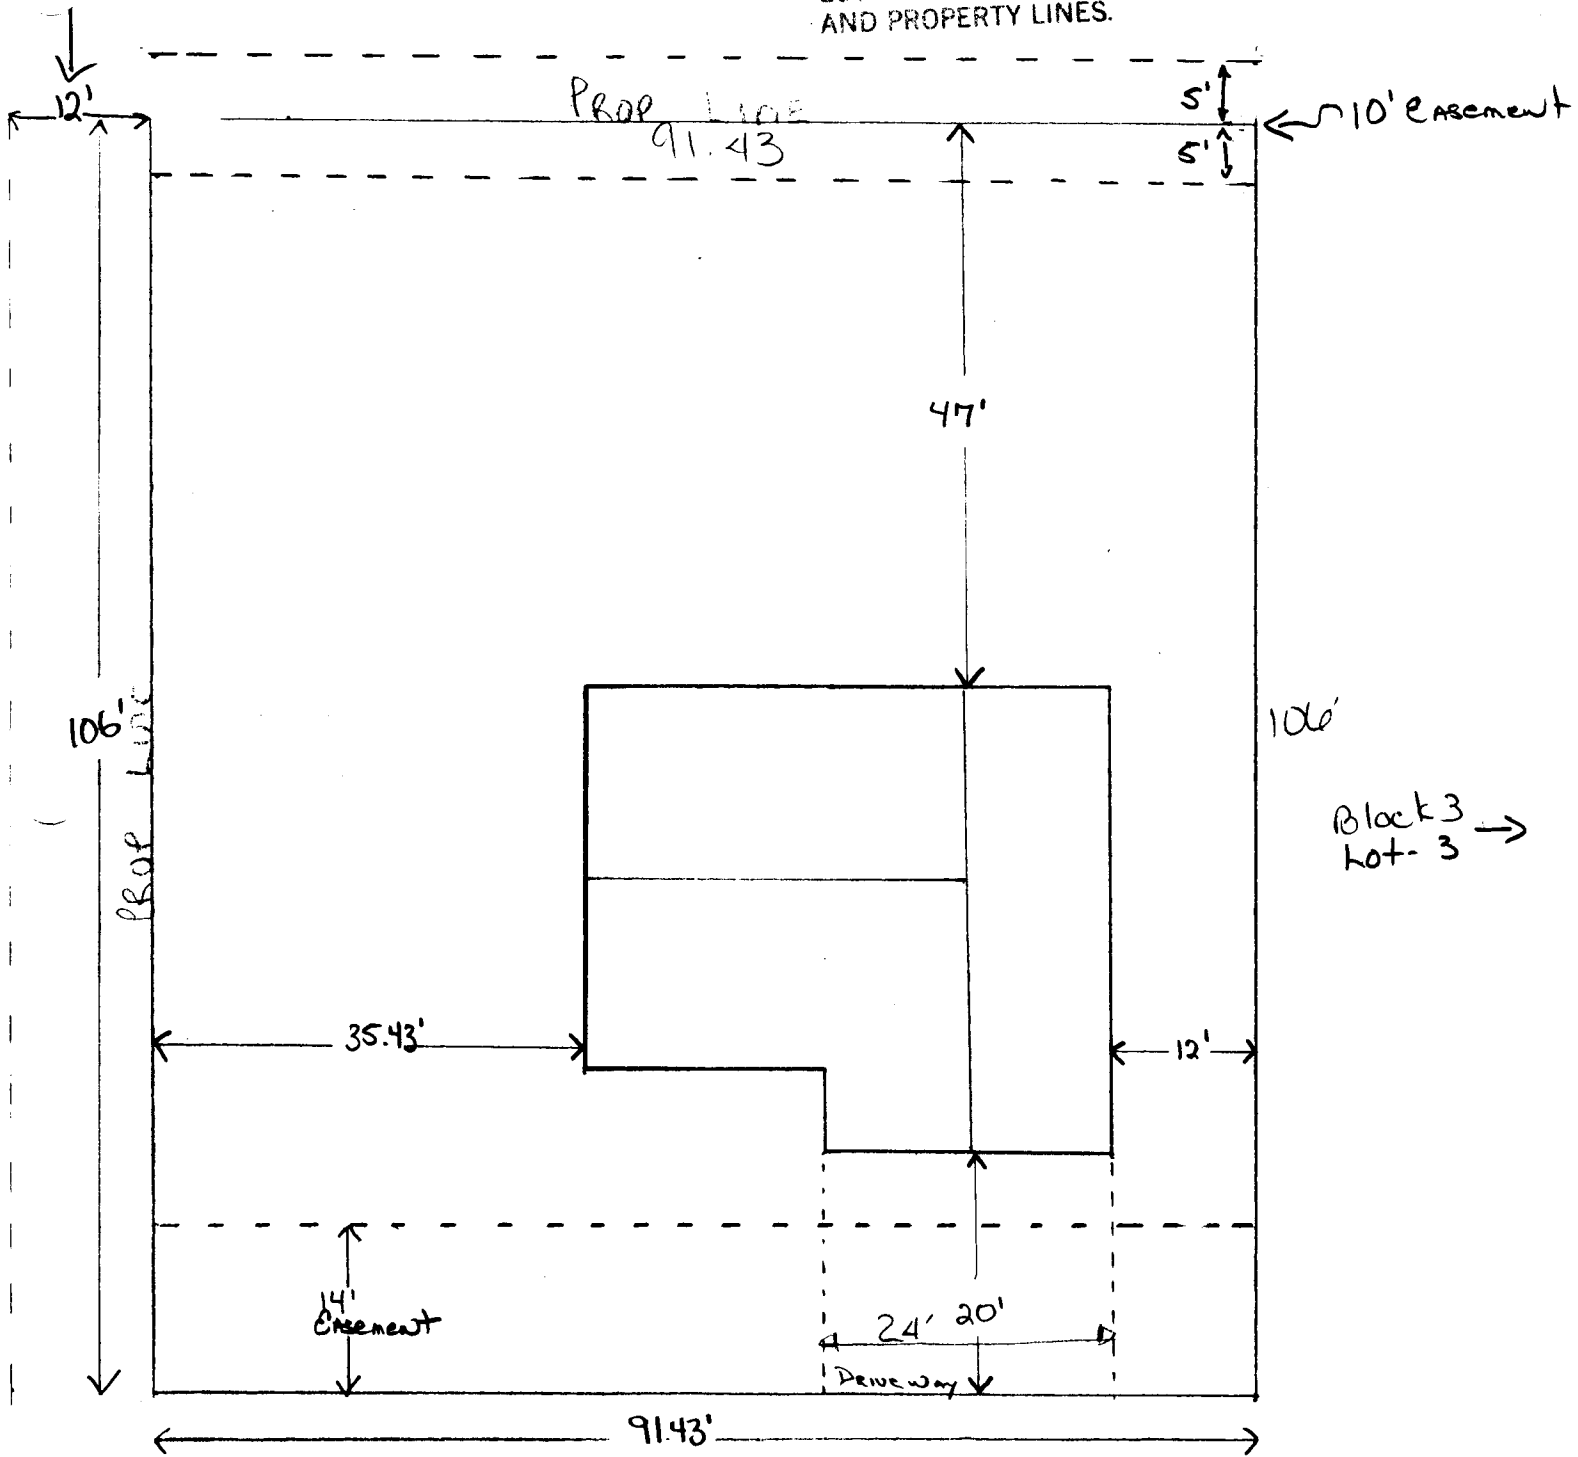 AND PROPERTY LINES.
12'
PROP LINE
91.43
5'
10' Easement
5'
47'
106'
PROP LINE
106'
Block 3
Lot- 3
35.43'
12'
14'
Easement
24'
20'
Driveway
91.43'